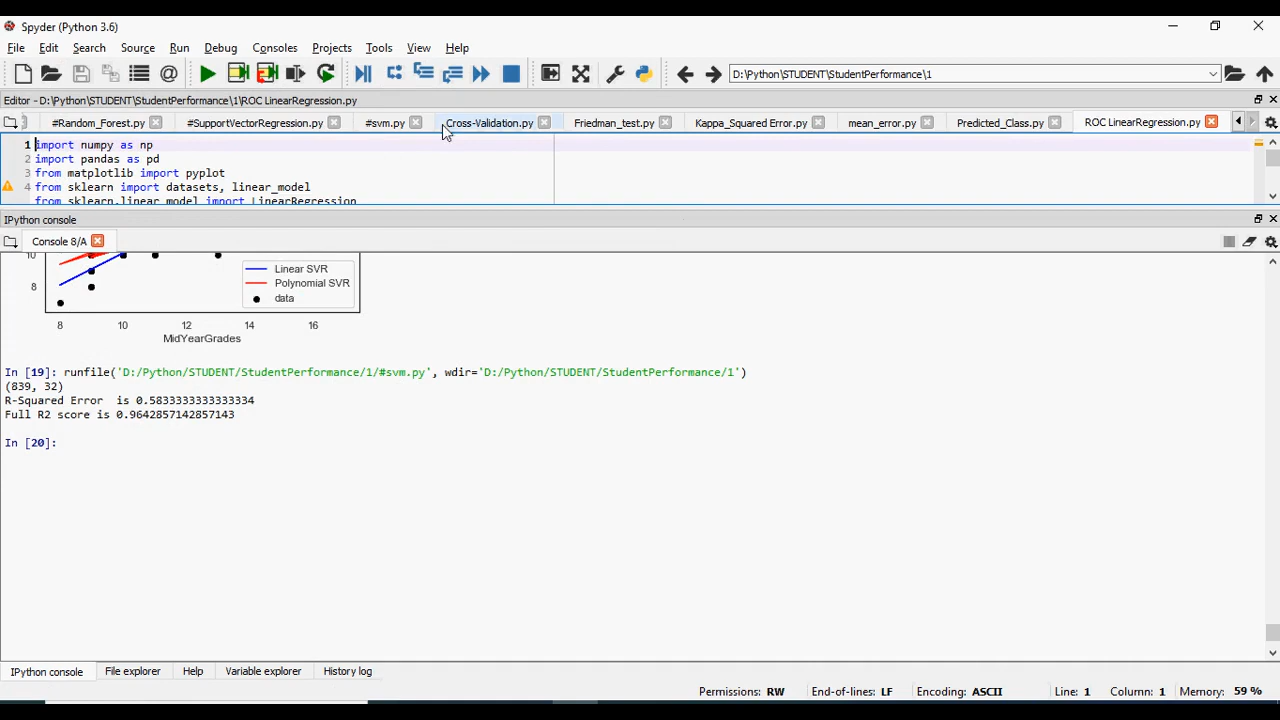 Spyder (Python 3.6)
File Edit Search Source Run Debug Consoles Projects Tools View Help
D:\Python\STUDENT\StudentPerformance\1
Editor - D:\Python\STUDENT\StudentPerformance\1\ROC LinearRegression.py
#Random_Forest.py #SupportVectorRegression.py #svm.py Cross-Validation.py Friedman_test.py Kappa_Squared Error.py mean_error.py Predicted_Class.py ROC LinearRegression.py
1 import numpy as np
2 import pandas as pd
3 from matplotlib import pyplot
4 from sklearn import datasets, linear_model
from sklearn.linear_model import LinearRegression
IPython console
Console 8/A
10
Linear SVR
Polynomial SVR
8
data
8 10 12 14 16
MidYearGrades
In [19]: runfile('D:/Python/STUDENT/StudentPerformance/1/#svm.py', wdir='D:/Python/STUDENT/StudentPerformance/1')
(839, 32)
R-Squared Error  is 0.5833333333333334
Full R2 score is 0.9642857142857143
In [20]:
IPython console File explorer Help Variable explorer History log
Permissions: RW End-of-lines: LF Encoding: ASCII Line: 1 Column: 1 Memory: 59 %